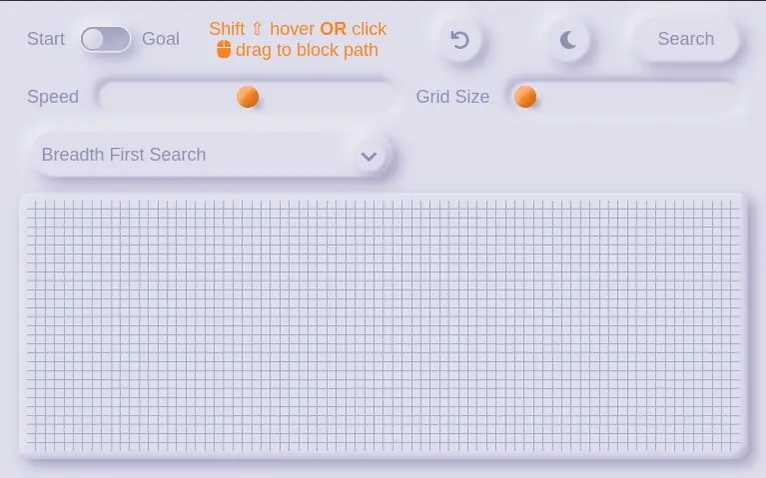 Start
Goal
Shift ⇧ hover OR click
drag to block path
Search
Speed
Grid Size
Breadth First Search